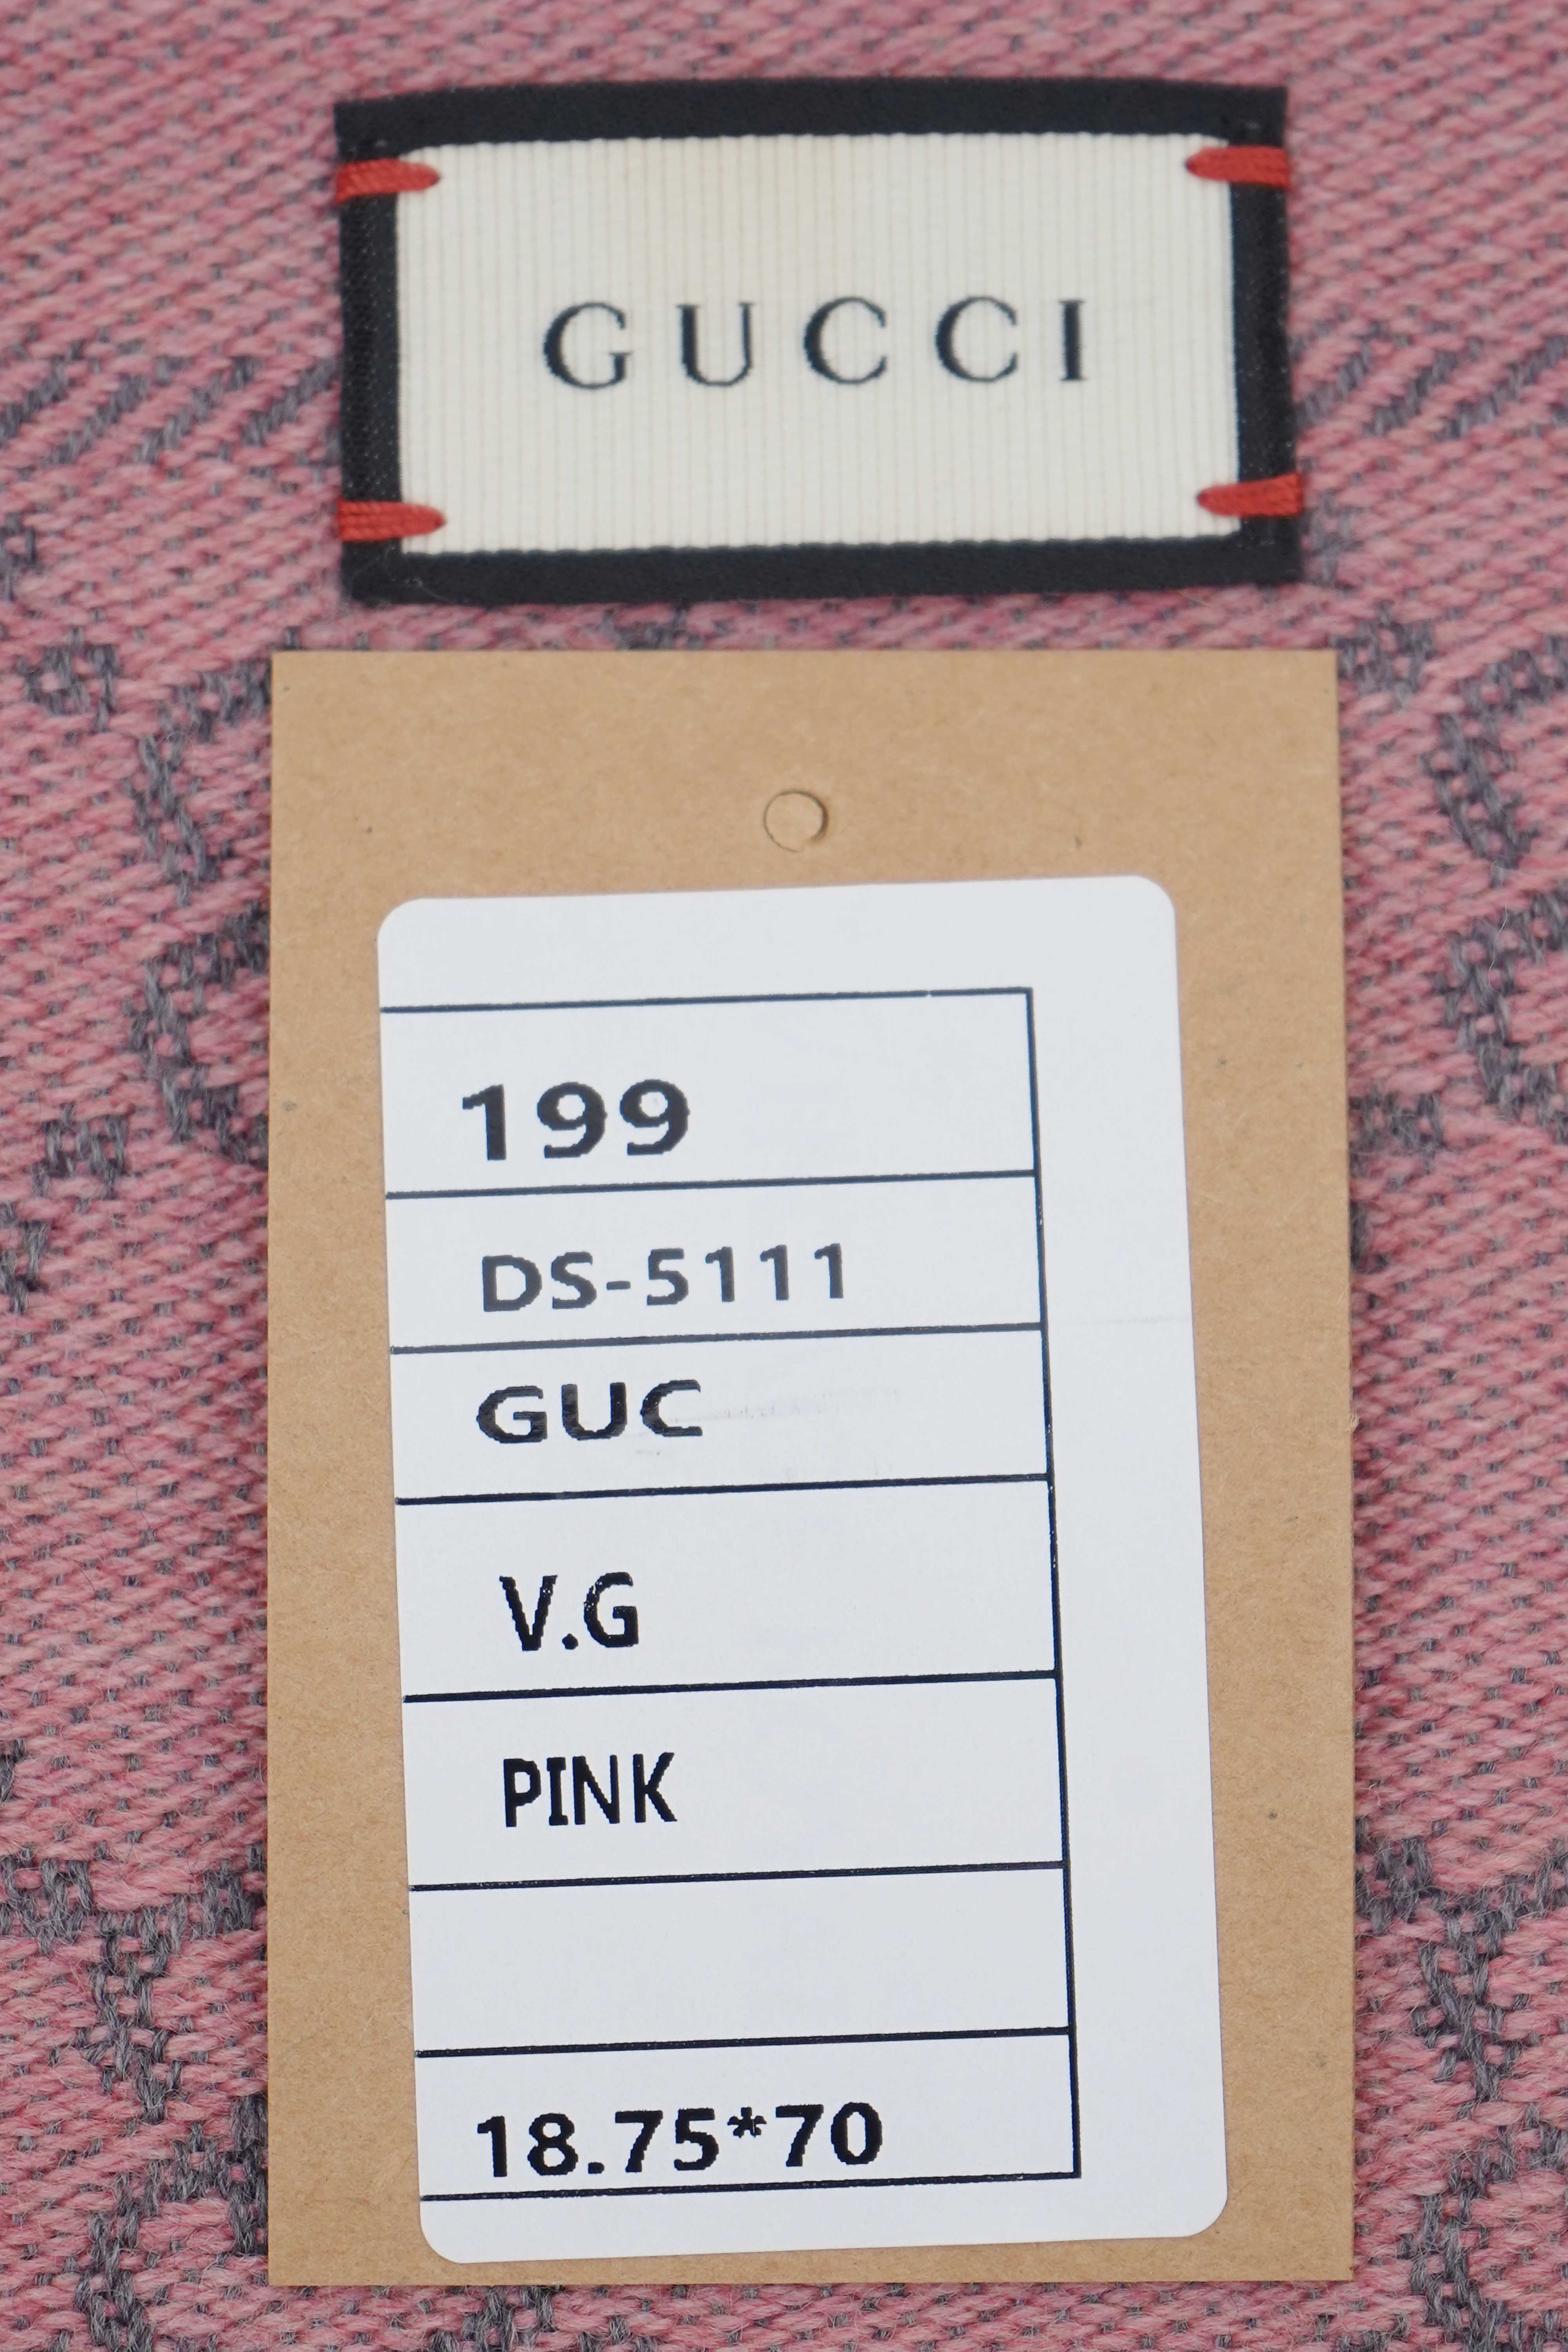 GUCCI
199
DS-5111
GUC
V.G
PINK
18.75*70